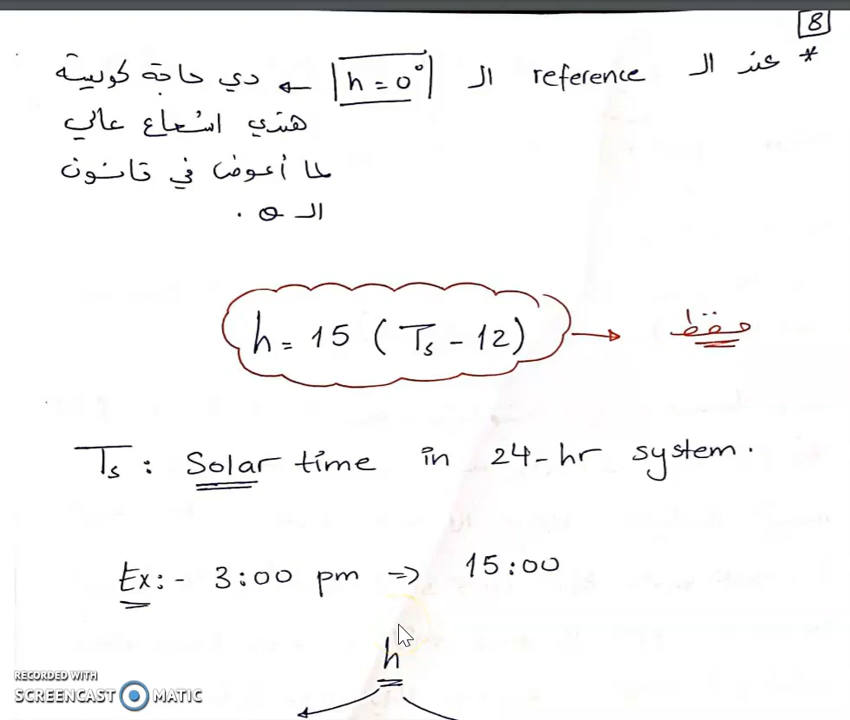 8
* عند الـ reference الـ h = 0° ← دي حاجة كويسة
هتدي اشعاع عالي
لما أعوض في قانون
الـ θ .
h = 15 ( Ts - 12 ) → فقط
Ts : Solar time in 24-hr system.
Ex:- 3:00 pm => 15:00
h
RECORDED WITH
SCREENCAST MATIC